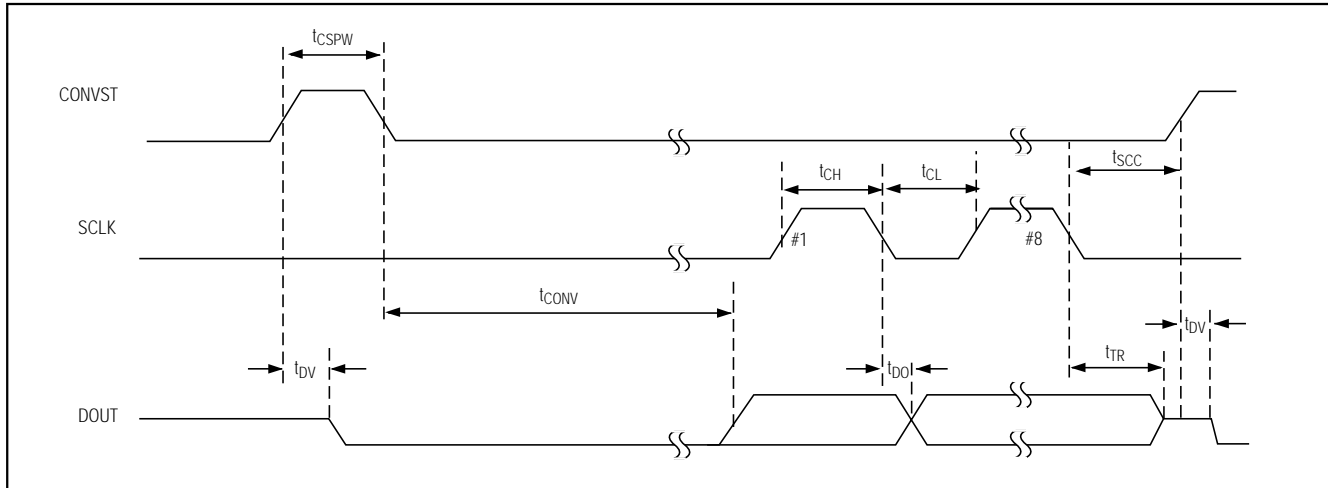 tCSPW
CONVST
tSCC
tCH
tCL
SCLK
#1
#8
tCONV
tDV
tTR
tDV
tDO
DOUT